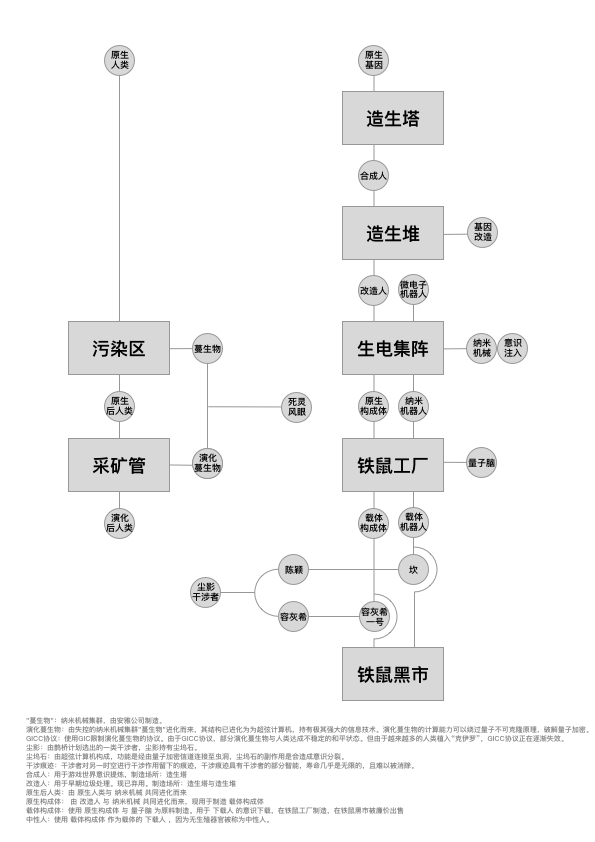 原生
人类
原生
基因
造生塔
合成人
造生堆
基因
改造
改造人
微电子
机器人
污染区
蔓生物
生电集阵
纳米
机械
意识
注入
原生
后人类
死灵
风眼
原生
构成体
纳米
机器人
采矿管
演化
蔓生物
铁鼠工厂
量子脑
演化
后人类
载体
构成体
载体
机器人
陈颖
坎
尘影
干涉者
容灰希
容灰希
一号
铁鼠黑市
“蔓生物”：纳米机械集群，由安雅公司制造。
演化蔓生物：由失控的纳米机械集群“蔓生物”进化而来，其结构已进化为为超弦计算机，持有极其强大的信息技术，演化蔓生物的计算能力可以绕过量子不可克隆原理，破解量子加密。
GICC协议：使用GIC限制演化蔓生物的协议，由于GICC协议，部分演化蔓生物与人类达成不稳定的和平状态。但由于越来越多的人类植入“克伊罗”，GICC协议正在逐渐失效。
尘影：由鹊桥计划选出的一类干涉者，尘影持有尘坞石。
尘坞石：由超弦计算机构成，功能是经由量子加密信道连接至虫洞，尘坞石的副作用是会造成意识分裂。
干涉痕迹：干涉者对另一时空进行干涉作用留下的痕迹，干涉痕迹具有干涉者的部分智能，寿命几乎是无限的，且难以被消除。
合成人：用于游戏世界意识提炼，制造场所：造生塔
改造人：用于早期垃圾处理，现已弃用，制造场所：造生塔与造生堆
原生后人类：由 原生人类与 纳米机械 共同进化而来
原生构成体： 由 改造人 与 纳米机械 共同进化而来，现用于制造 载体构成体
载体构成体：使用 原生构成体 与 量子脑 为原料制造，用于 下载人 的意识下载，在铁鼠工厂制造，在铁鼠黑市被廉价出售
中性人：使用 载体构成体 作为载体的 下载人 ，因为无生殖器官被称为中性人。